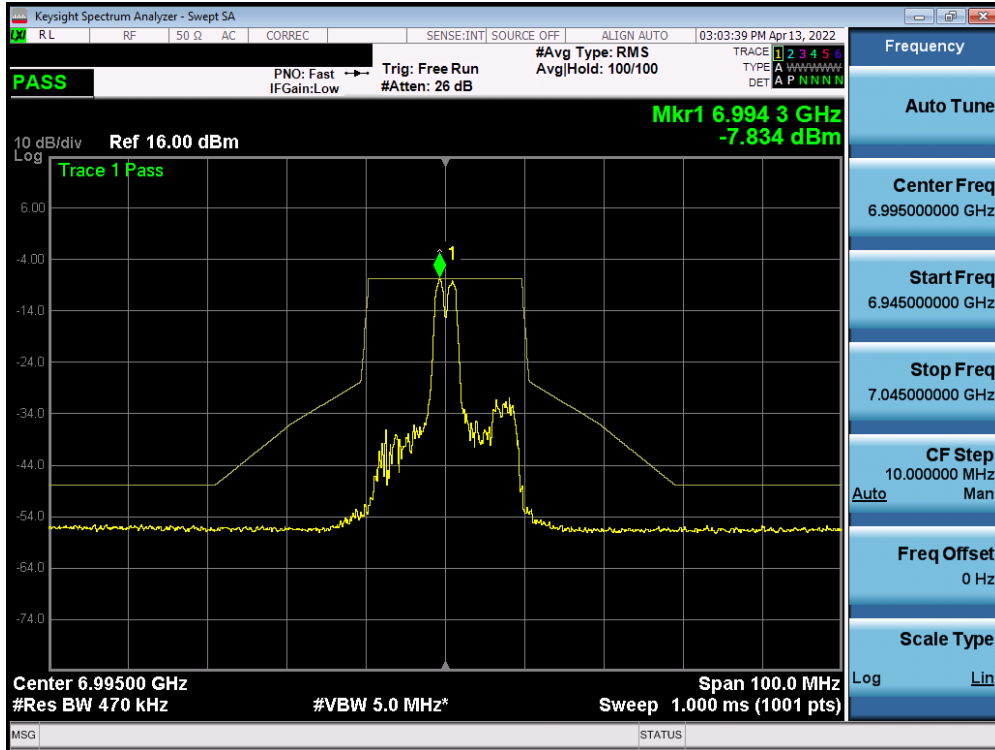 Keysight Spectrum Analyzer - Swept SA
LXI RL RF 50 Ω AC CORREC SENSE:INT SOURCE OFF ALIGN AUTO 03:03:39 PM Apr 13, 2022
PASS
PNO: Fast
IFGain:Low
Trig: Free Run
#Atten: 26 dB
#Avg Type: RMS
Avg|Hold: 100/100
TRACE 1 2 3 4 5 6
TYPE A WWWWW
DET A P N N N N
Mkr1 6.994 3 GHz
-7.834 dBm
10 dB/div Ref 16.00 dBm
Log
Trace 1 Pass
1
6.00
-4.00
-14.0
-24.0
-34.0
-44.0
-54.0
-64.0
-74.0
Center 6.99500 GHz Span 100.0 MHz
#Res BW 470 kHz #VBW 5.0 MHz* Sweep 1.000 ms (1001 pts)
MSG STATUS
Frequency
Auto Tune
Center Freq
6.995000000 GHz
Start Freq
6.945000000 GHz
Stop Freq
7.045000000 GHz
CF Step
10.000000 MHz
Auto Man
Freq Offset
0 Hz
Scale Type
Log Lin